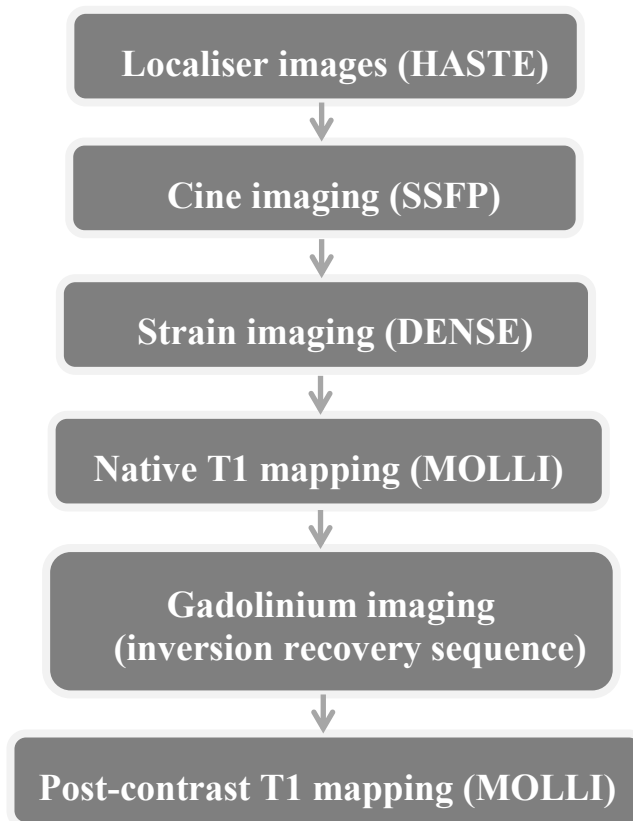 Localiser images (HASTE)
Cine imaging (SSFP)
Strain imaging (DENSE)
Native T1 mapping (MOLLI)
Gadolinium imaging
(inversion recovery sequence)
Post-contrast T1 mapping (MOLLI)